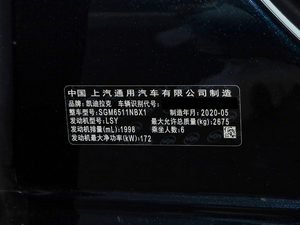 中国 上汽通用汽车有限公司制造
品牌：凯迪拉克 车辆识别代号：
整车型号：SGM6511NBX1 制造年月：2020-05
发动机型号：LSY 最大允许总质量(kg)：2675
发动机排量(mL)：1998 乘坐人数：6
发动机最大净功率(kW)：172